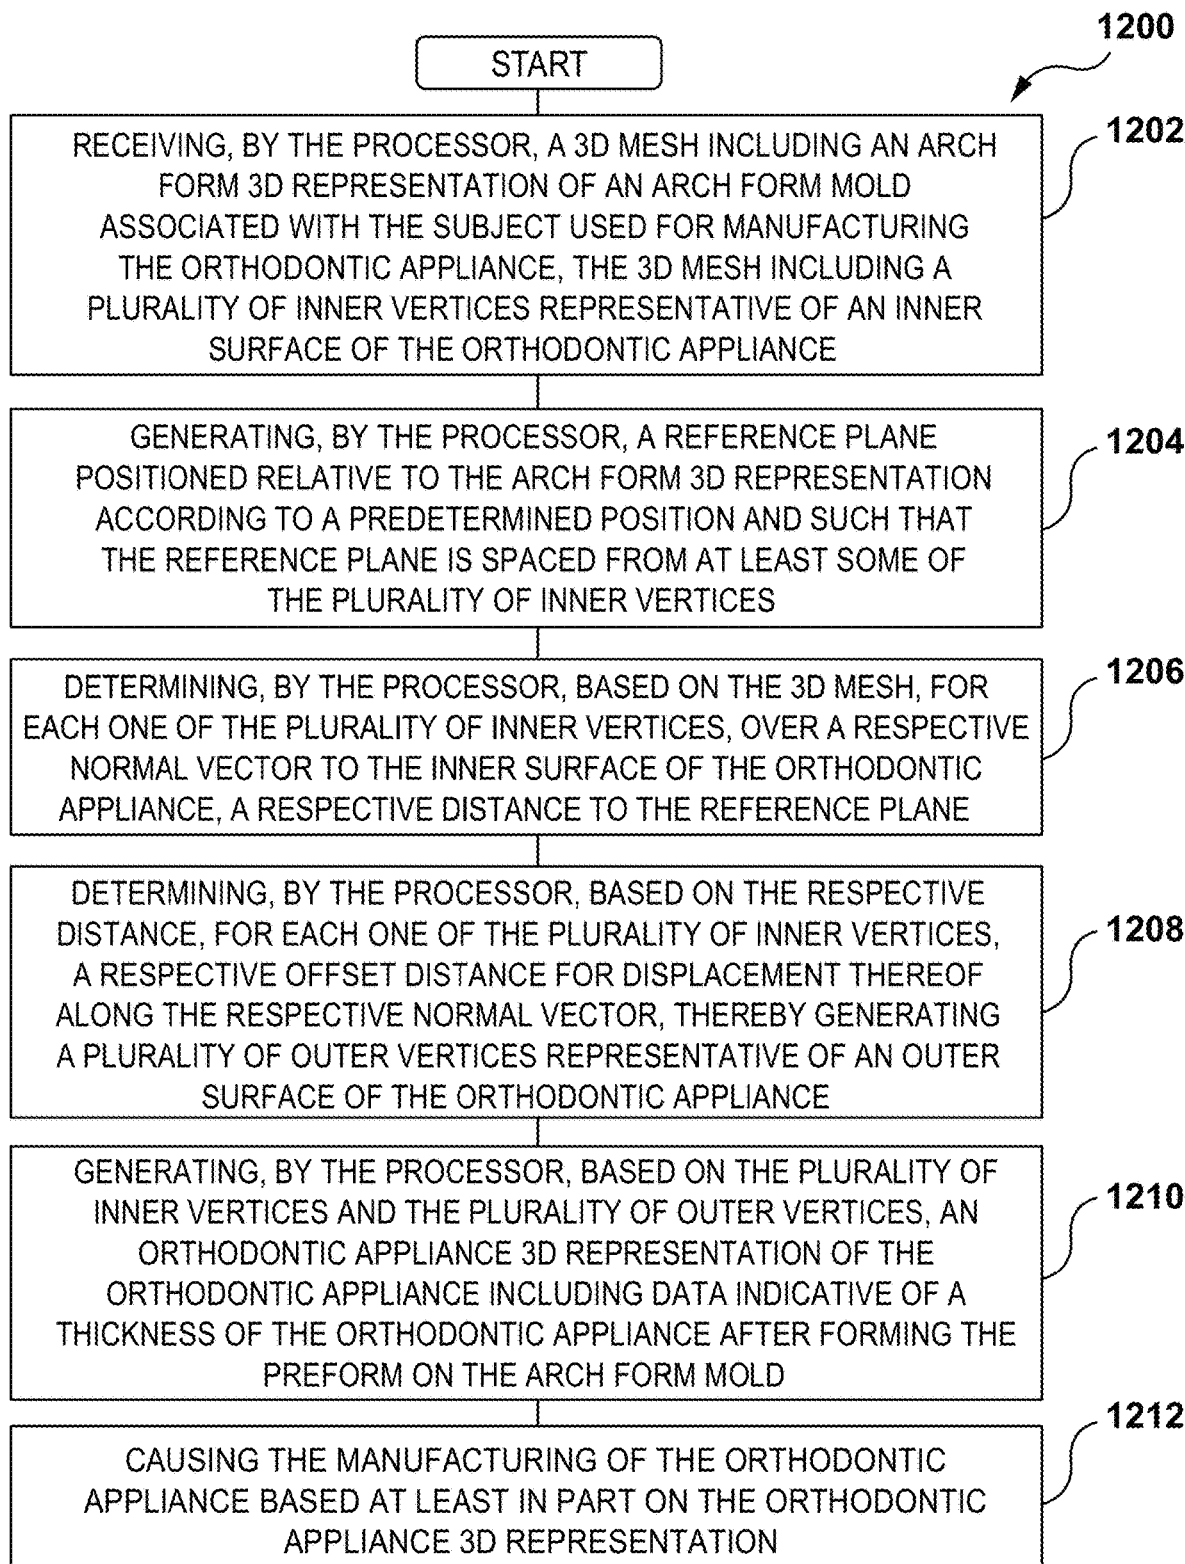 1200
START
1202
RECEIVING, BY THE PROCESSOR, A 3D MESH INCLUDING AN ARCH
FORM 3D REPRESENTATION OF AN ARCH FORM MOLD
ASSOCIATED WITH THE SUBJECT USED FOR MANUFACTURING
THE ORTHODONTIC APPLIANCE, THE 3D MESH INCLUDING A
PLURALITY OF INNER VERTICES REPRESENTATIVE OF AN INNER
SURFACE OF THE ORTHODONTIC APPLIANCE
1204
GENERATING, BY THE PROCESSOR, A REFERENCE PLANE
POSITIONED RELATIVE TO THE ARCH FORM 3D REPRESENTATION
ACCORDING TO A PREDETERMINED POSITION AND SUCH THAT
THE REFERENCE PLANE IS SPACED FROM AT LEAST SOME OF
THE PLURALITY OF INNER VERTICES
1206
DETERMINING, BY THE PROCESSOR, BASED ON THE 3D MESH, FOR
EACH ONE OF THE PLURALITY OF INNER VERTICES, OVER A RESPECTIVE
NORMAL VECTOR TO THE INNER SURFACE OF THE ORTHODONTIC
APPLIANCE, A RESPECTIVE DISTANCE TO THE REFERENCE PLANE
1208
DETERMINING, BY THE PROCESSOR, BASED ON THE RESPECTIVE
DISTANCE, FOR EACH ONE OF THE PLURALITY OF INNER VERTICES,
A RESPECTIVE OFFSET DISTANCE FOR DISPLACEMENT THEREOF
ALONG THE RESPECTIVE NORMAL VECTOR, THEREBY GENERATING
A PLURALITY OF OUTER VERTICES REPRESENTATIVE OF AN OUTER
SURFACE OF THE ORTHODONTIC APPLIANCE
1210
GENERATING, BY THE PROCESSOR, BASED ON THE PLURALITY OF
INNER VERTICES AND THE PLURALITY OF OUTER VERTICES, AN
ORTHODONTIC APPLIANCE 3D REPRESENTATION OF THE
ORTHODONTIC APPLIANCE INCLUDING DATA INDICATIVE OF A
THICKNESS OF THE ORTHODONTIC APPLIANCE AFTER FORMING THE
PREFORM ON THE ARCH FORM MOLD
1212
CAUSING THE MANUFACTURING OF THE ORTHODONTIC
APPLIANCE BASED AT LEAST IN PART ON THE ORTHODONTIC
APPLIANCE 3D REPRESENTATION